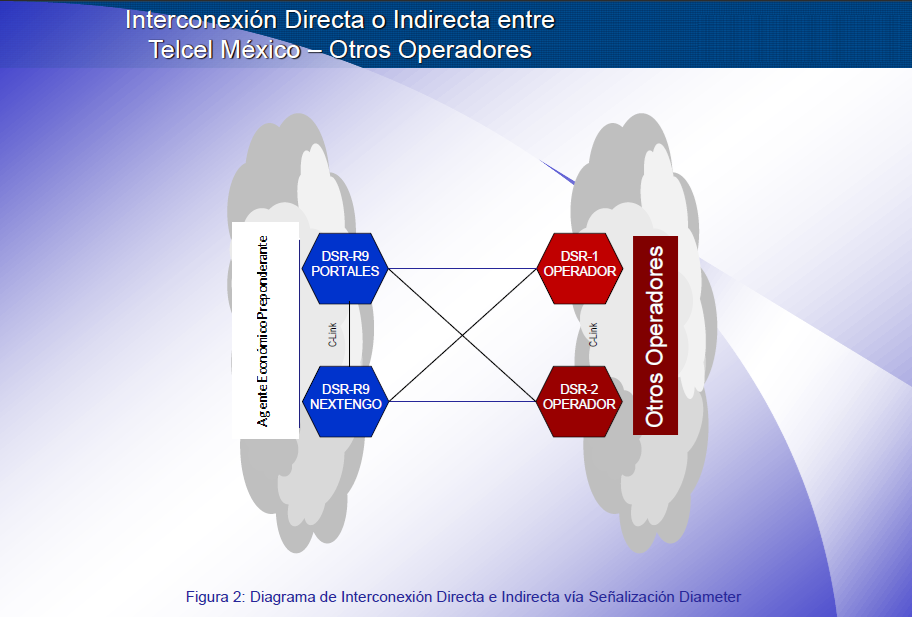 Interconexión Directa o Indirecta entre
Telcel México – Otros Operadores
Agente Económico Preponderante
DSR-R9
PORTALES
C-Link
DSR-R9
NEXTENGO
DSR-1
OPERADOR
C-Link
DSR-2
OPERADOR
Otros Operadores
Figura 2: Diagrama de Interconexión Directa e Indirecta vía Señalización Diameter